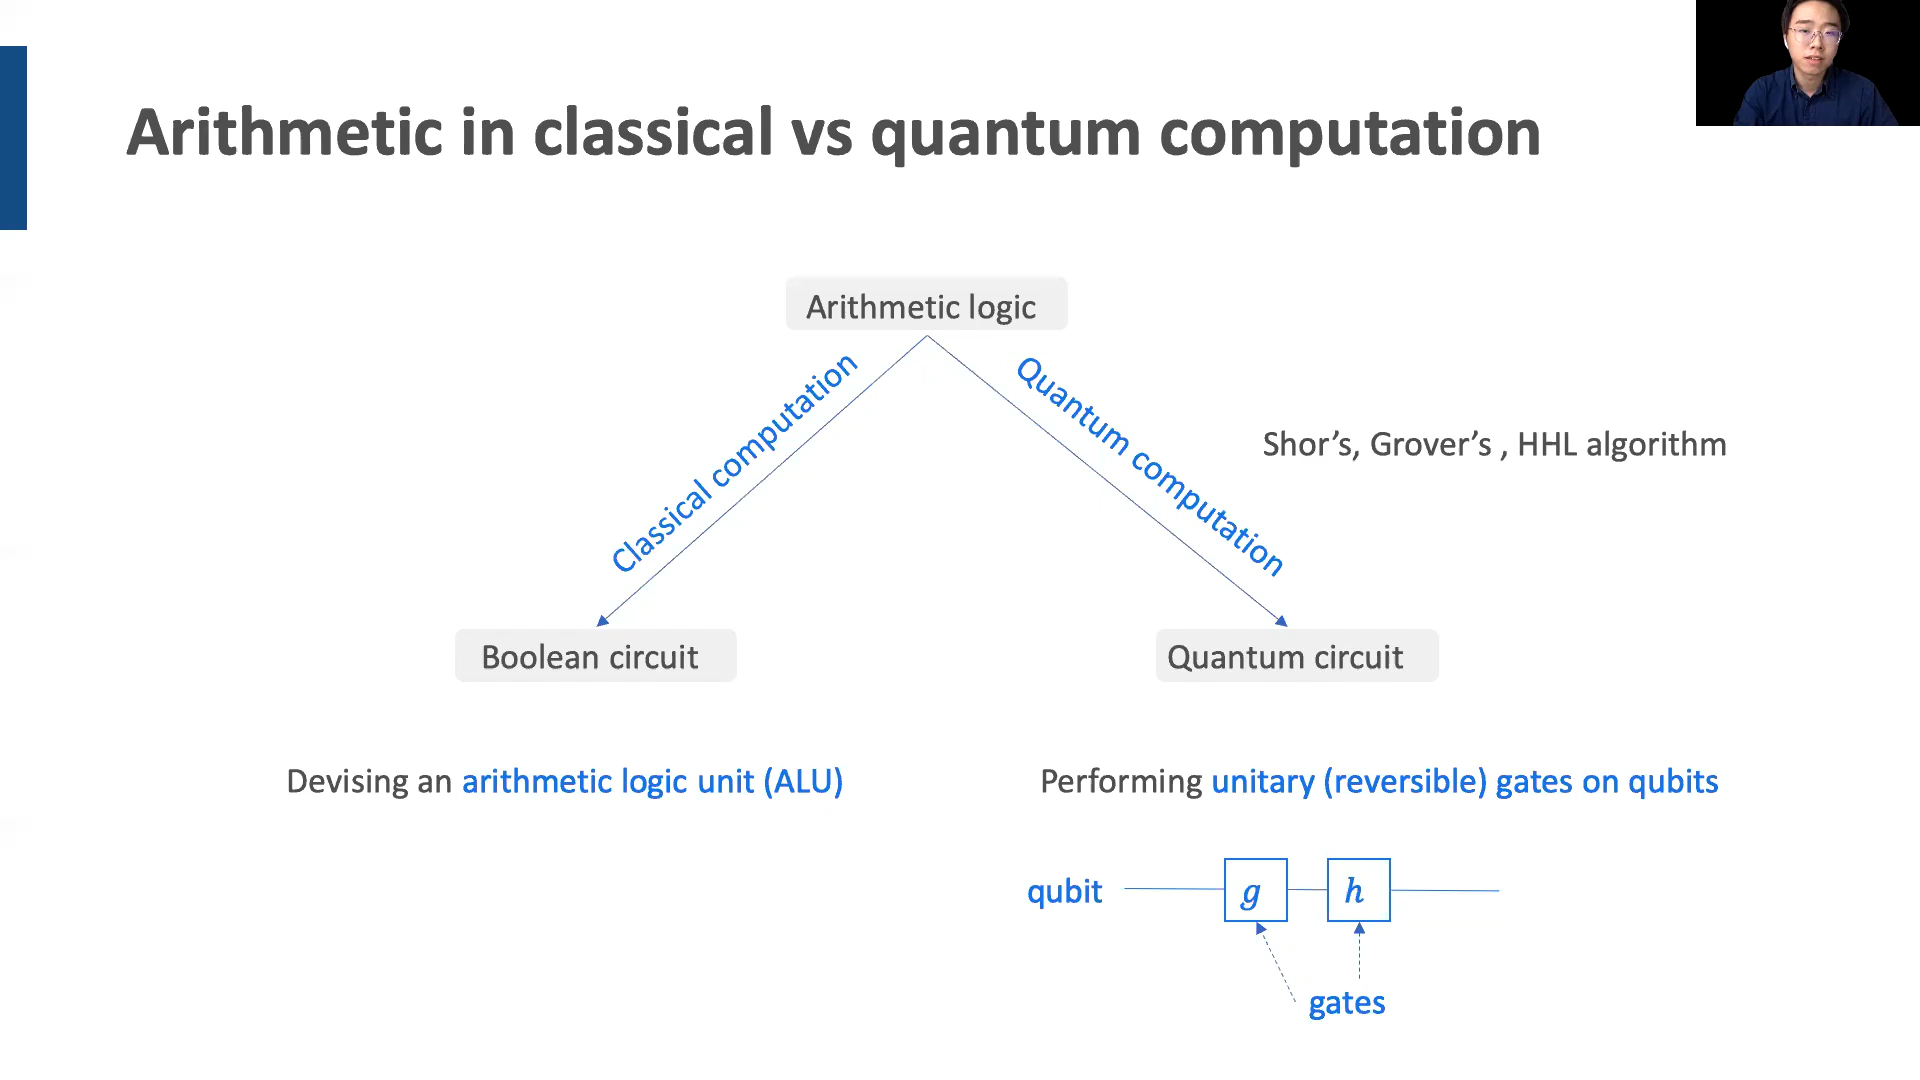 Arithmetic in classical vs quantum computation
Arithmetic logic
Classical computation
Quantum computation
Shor’s, Grover’s , HHL algorithm
Boolean circuit
Quantum circuit
Devising an arithmetic logic unit (ALU)
Performing unitary (reversible) gates on qubits
qubit
g
h
gates